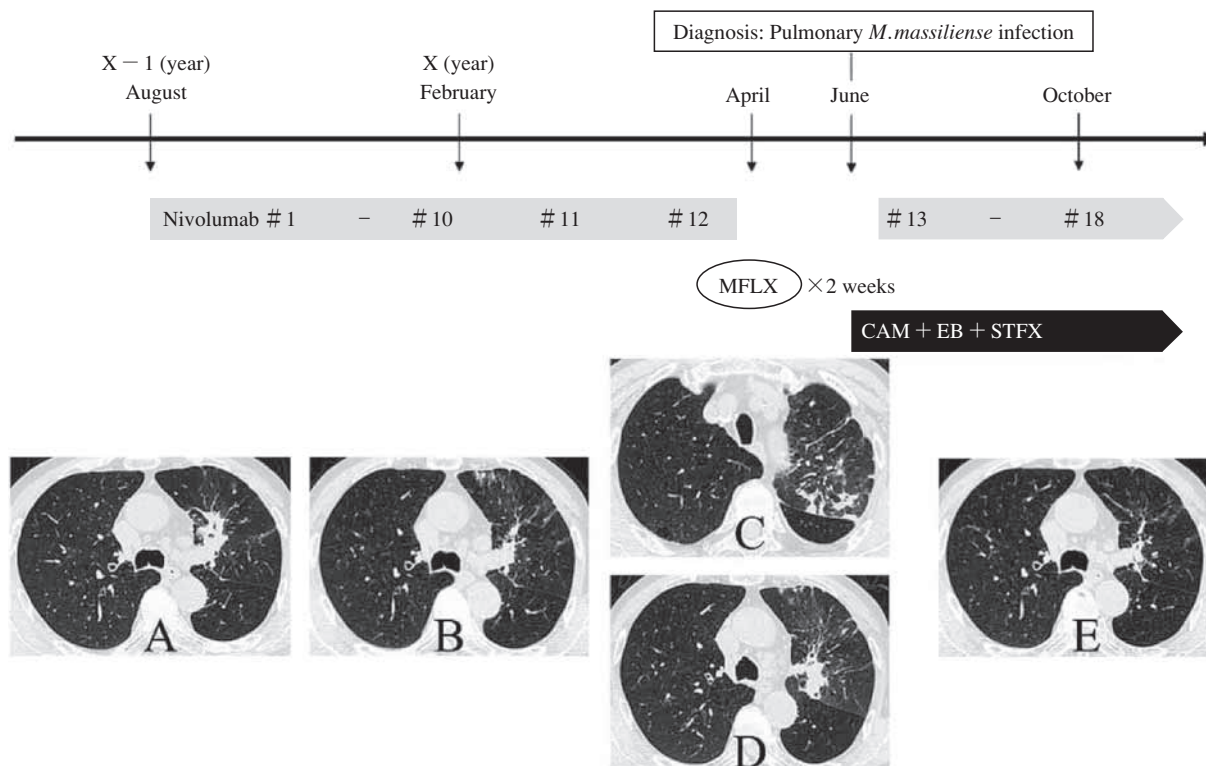 Diagnosis: Pulmonary M.massiliense infection
X − 1 (year)
August
X (year)
February
April
June
October
Nivolumab #1 − #10 #11 #12
#13 − #18
MFLX ×2 weeks
CAM + EB + STFX
A
B
C
D
E